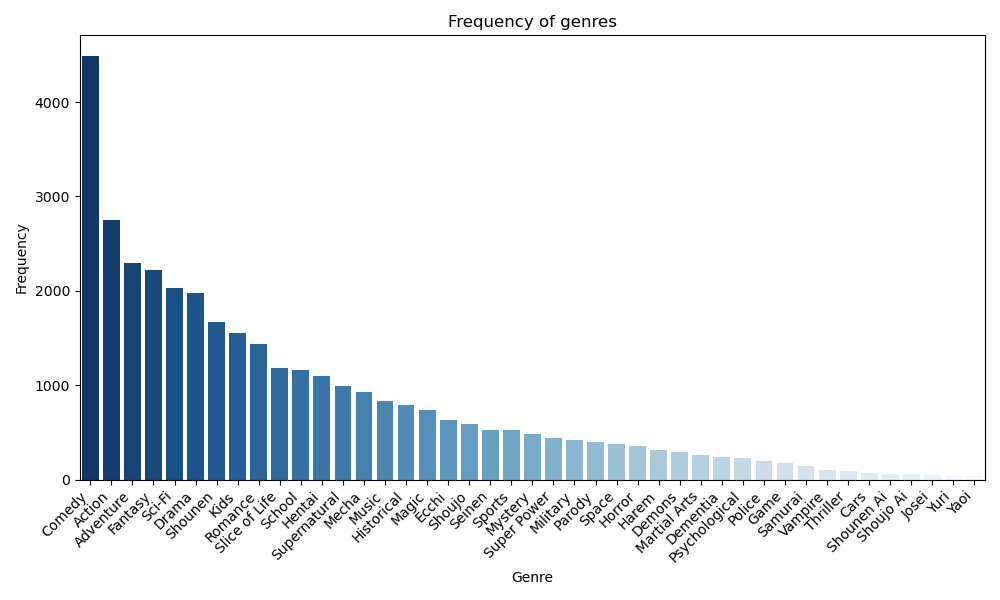 Frequency of genres
Frequency
4000
3000
2000
1000
0
Comedy
Action
Adventure
Fantasy
Sci-Fi
Drama
Shounen
Kids
Romance
Slice of Life
School
Hentai
Supernatural
Mecha
Music
Historical
Magic
Ecchi
Shoujo
Seinen
Sports
Mystery
Super Power
Military
Parody
Space
Horror
Harem
Demons
Martial Arts
Dementia
Psychological
Police
Game
Samurai
Vampire
Thriller
Cars
Shounen Ai
Shoujo Ai
Josei
Yuri
Yaoi
Genre